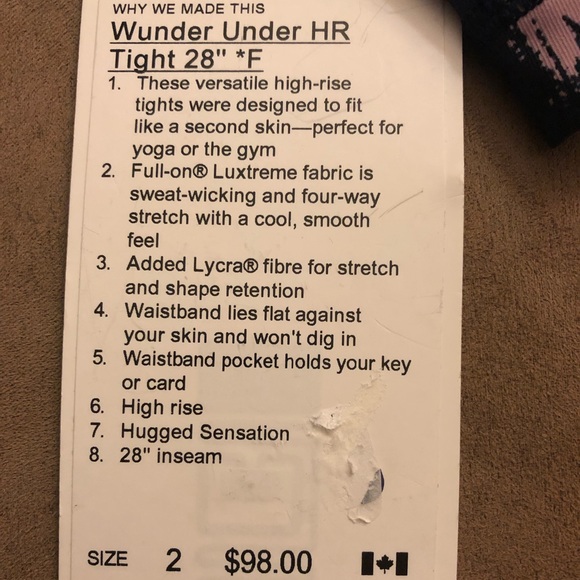 WHY WE MADE THIS
Wunder Under HR
Tight 28" *F
1. These versatile high-rise
tights were designed to fit
like a second skin—perfect for
yoga or the gym
2. Full-on® Luxtreme fabric is
sweat-wicking and four-way
stretch with a cool, smooth
feel
3. Added Lycra® fibre for stretch
and shape retention
4. Waistband lies flat against
your skin and won't dig in
5. Waistband pocket holds your key
or card
6. High rise
7. Hugged Sensation
8. 28" inseam
SIZE 2 $98.00